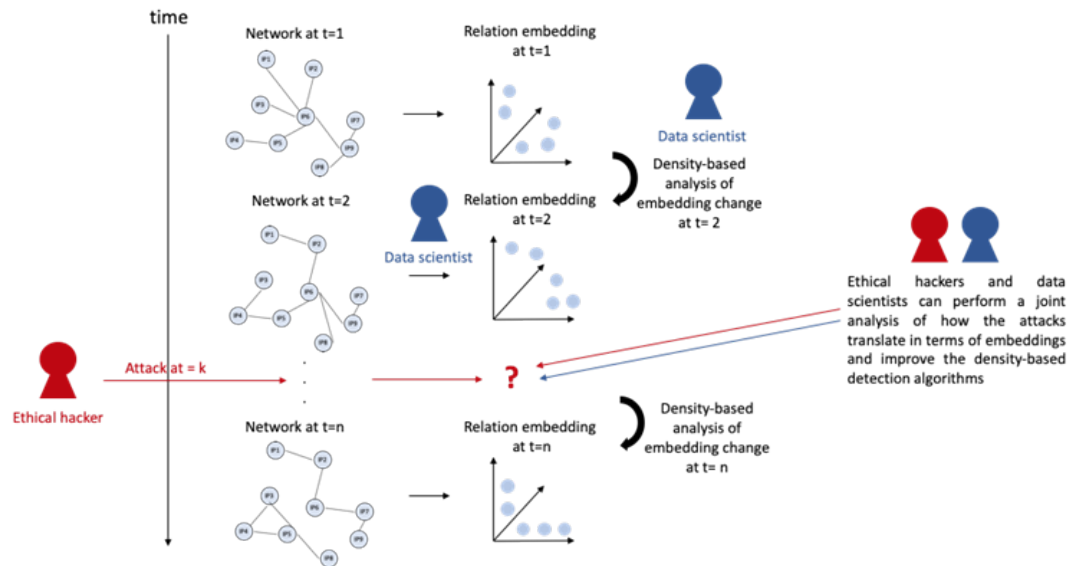 time
Network at t=1
Relation embedding
at t=1
IP1
IP2
IP3
IP6
IP7
IP4
IP5
IP9
IP8
Data scientist
Density-based
analysis of
embedding change
at t= 2
Network at t=2
Relation embedding
at t=2
Data scientist
IP1
IP2
IP3
IP6
IP7
IP4
IP5
IP9
IP8
Ethical hackers and data
scientists can perform a joint
analysis of how the attacks
translate in terms of embeddings
and improve the density-based
detection algorithms
Attack at = k
?
Ethical hacker
Network at t=n
Relation embedding
at t=n
Density-based
analysis of
embedding change
at t= n
IP1
IP2
IP3
IP6
IP7
IP4
IP5
IP9
IP8